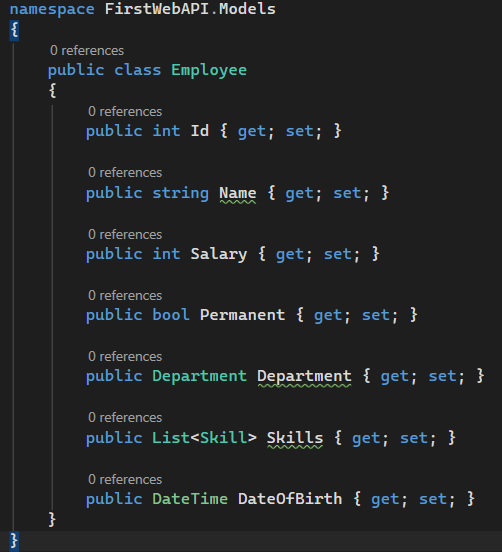 namespace FirstWebAPI.Models
{
0 references
public class Employee
{
0 references
public int Id { get; set; }
0 references
public string Name { get; set; }
0 references
public int Salary { get; set; }
0 references
public bool Permanent { get; set; }
0 references
public Department Department { get; set; }
0 references
public List<Skill> Skills { get; set; }
0 references
public DateTime DateOfBirth { get; set; }
}
}